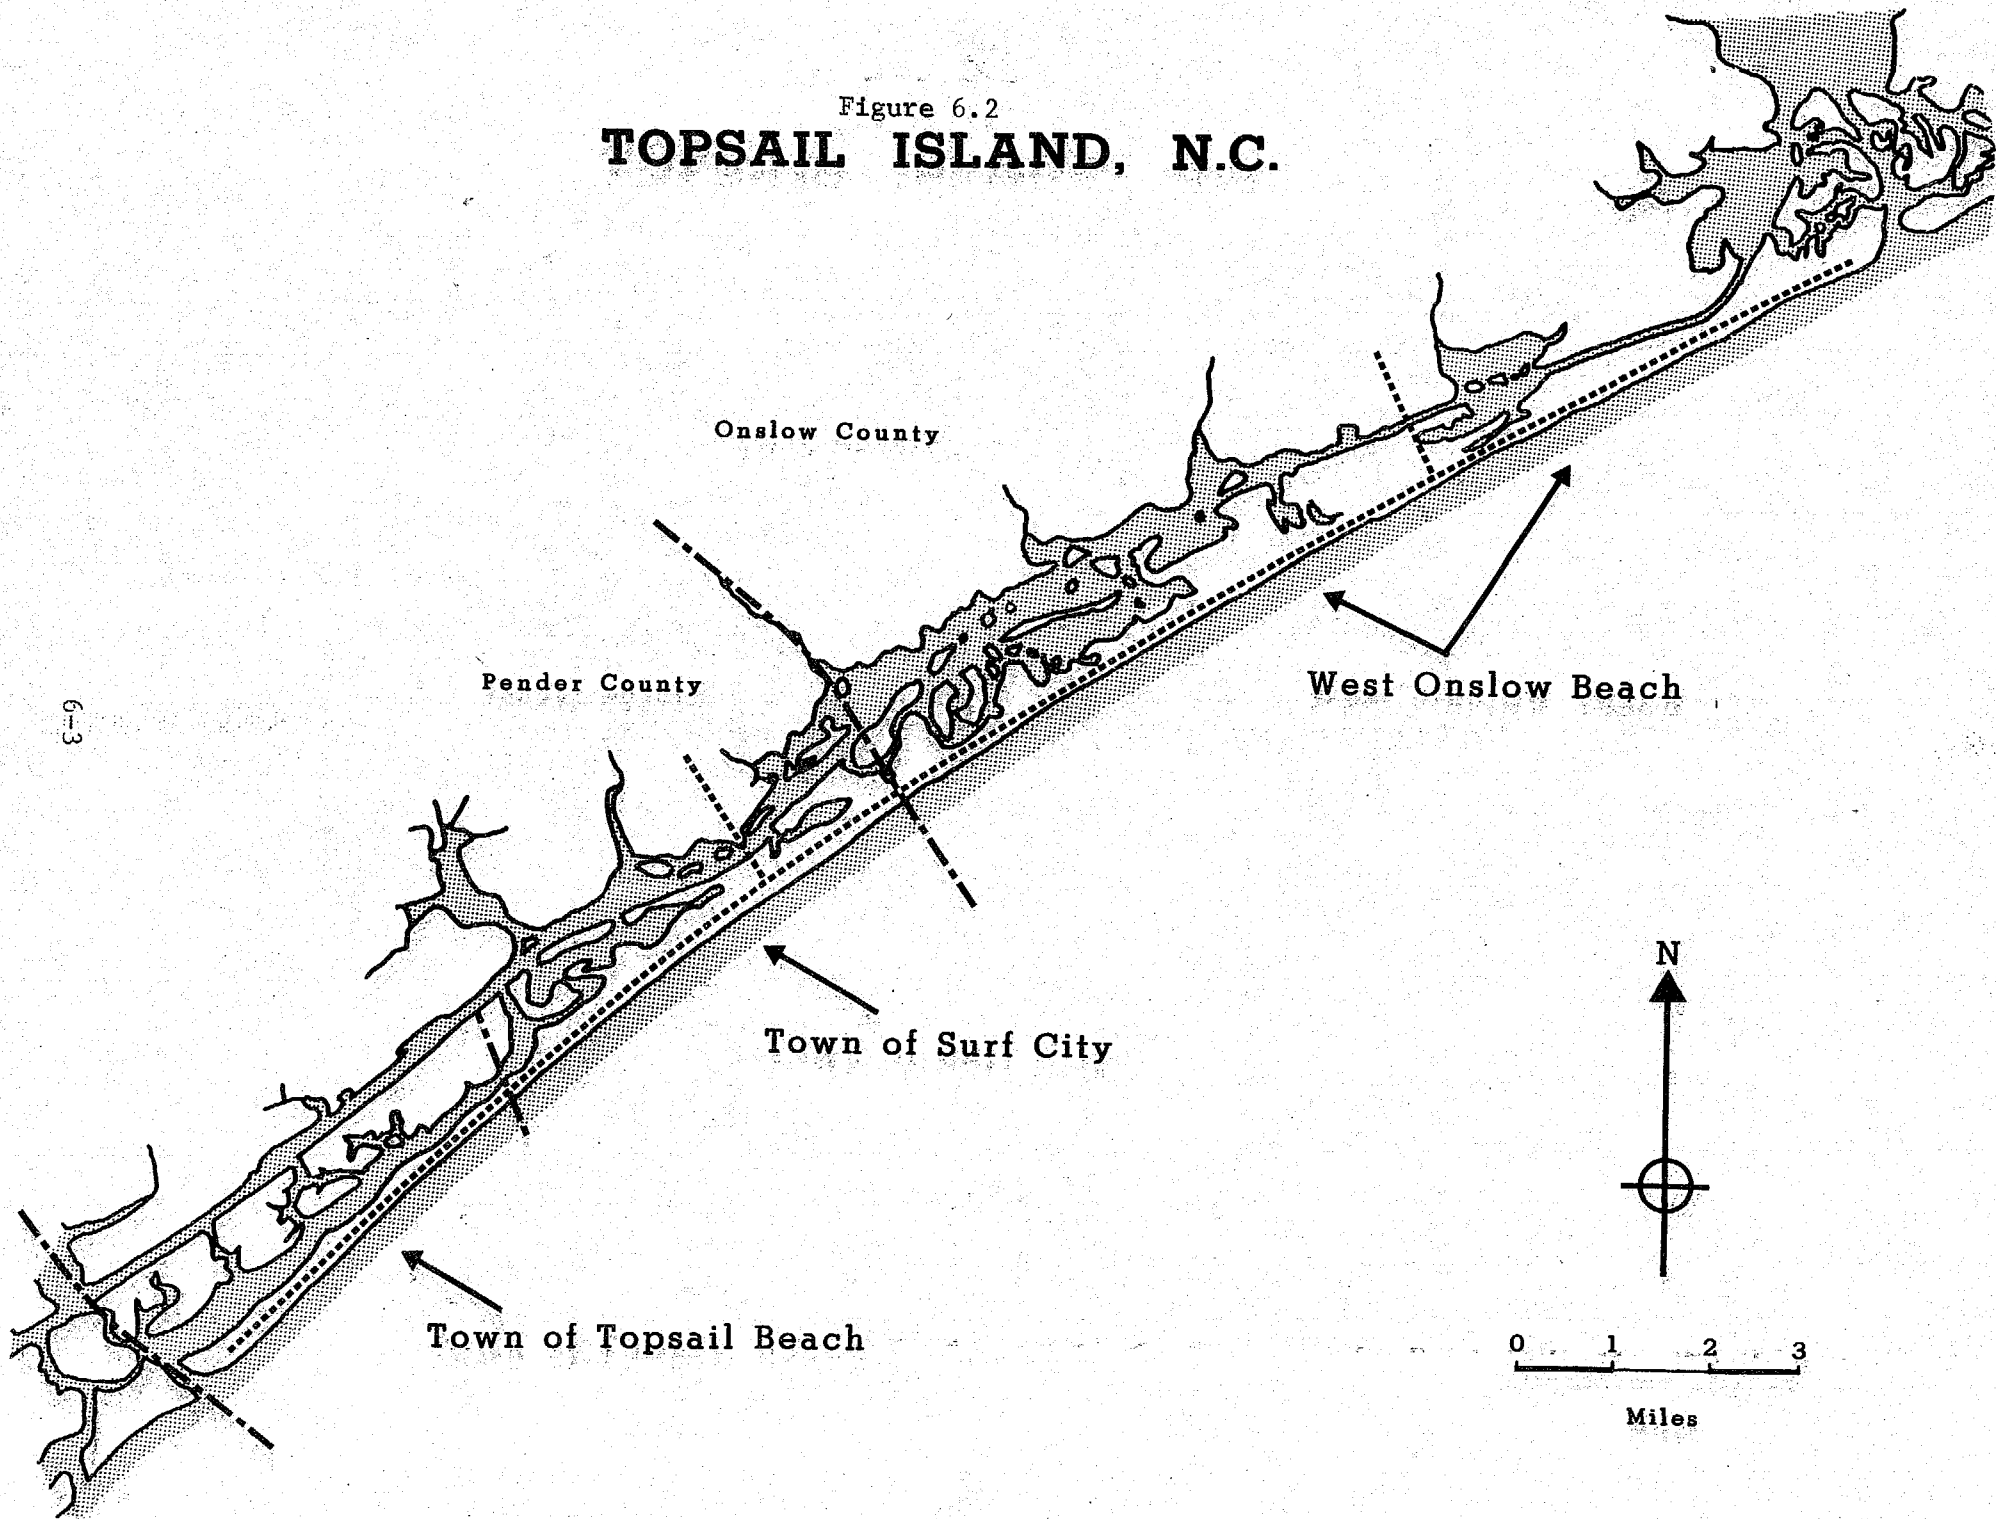 Figure 6.2
TOPSAIL ISLAND, N.C.
Onslow County
Pender County
West Onslow Beach
6-3
Town of Surf City
N
Town of Topsail Beach
0 1 2 3
Miles